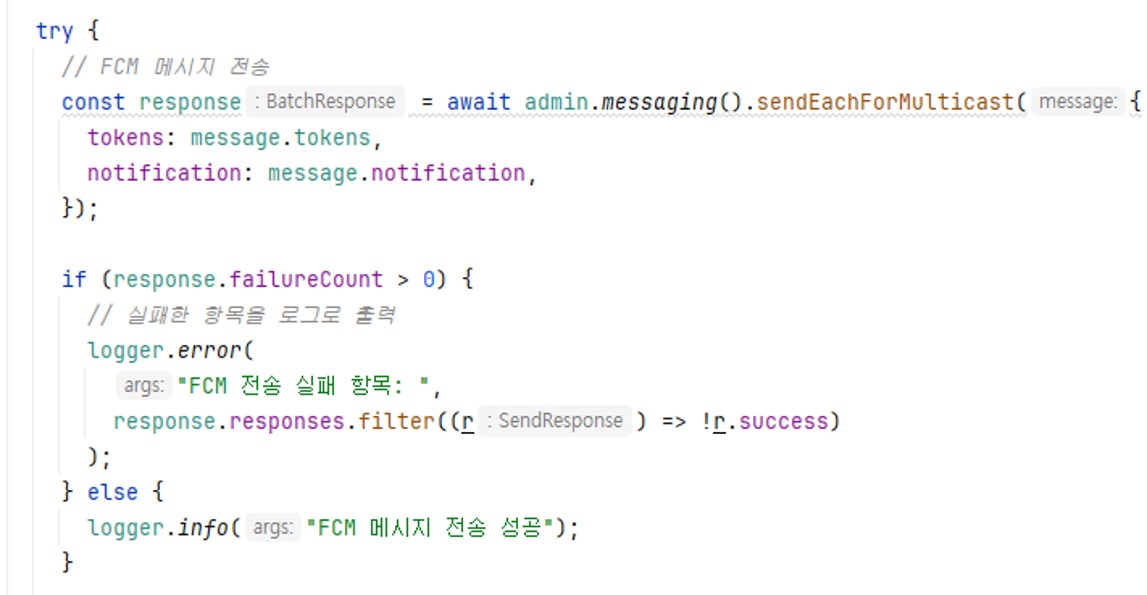 try {
// FCM 메시지 전송
const response : BatchResponse = await admin.messaging().sendEachForMulticast( message: {
tokens: message.tokens,
notification: message.notification,
});
if (response.failureCount > 0) {
// 실패한 항목을 로그로 출력
logger.error(
args: "FCM 전송 실패 항목: ",
response.responses.filter((r : SendResponse ) => !r.success)
);
} else {
logger.info( args: "FCM 메시지 전송 성공");
}